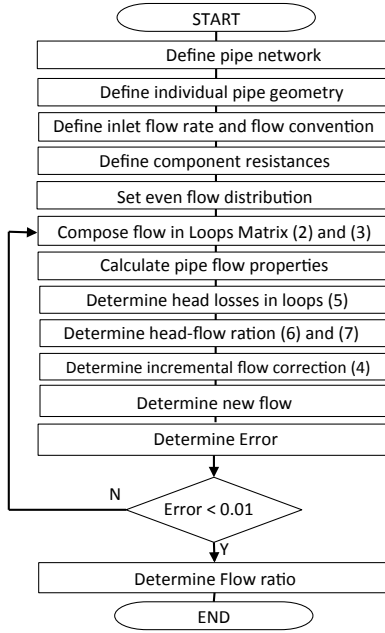 START
Define pipe network
Define individual pipe geometry
Define inlet flow rate and flow convention
Define component resistances
Set even flow distribution
Compose flow in Loops Matrix (2) and (3)
Calculate pipe flow properties
Determine head losses in loops (5)
Determine head-flow ration (6) and (7)
Determine incremental flow correction (4)
Determine new flow
Determine Error
N
Error < 0.01
Y
Determine Flow ratio
END